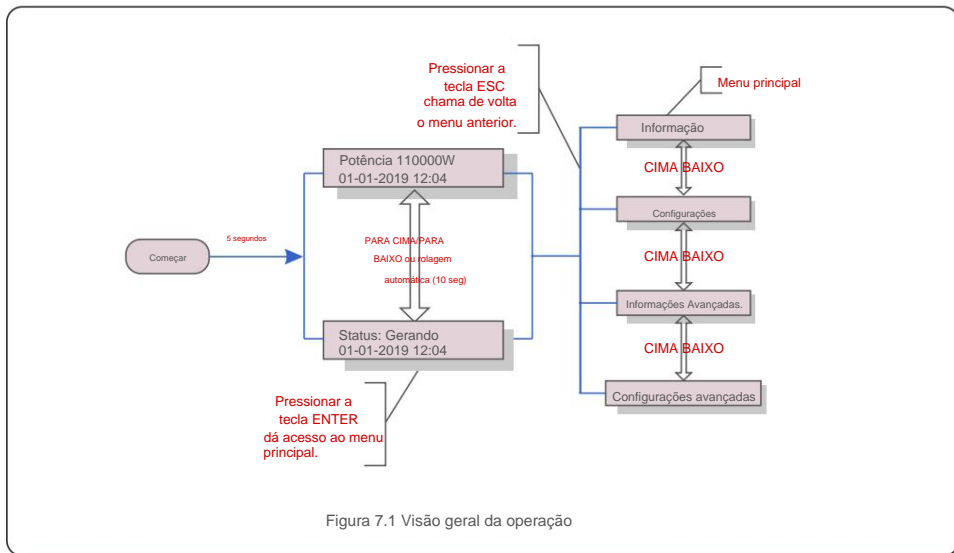 Pressionar a
tecla ESC
chama de volta
o menu anterior.
Menu principal
Informação
CIMA BAIXO
Configurações
CIMA BAIXO
Informações Avançadas.
CIMA BAIXO
Configurações avançadas
Potência 110000W
01-01-2019 12:04
5 segundos
Começar
PARA CIMA/PARA
BAIXO ou rolagem
automática (10 seg)
Status: Gerando
01-01-2019 12:04
Pressionar a
tecla ENTER
dá acesso ao menu
principal.
Figura 7.1 Visão geral da operação